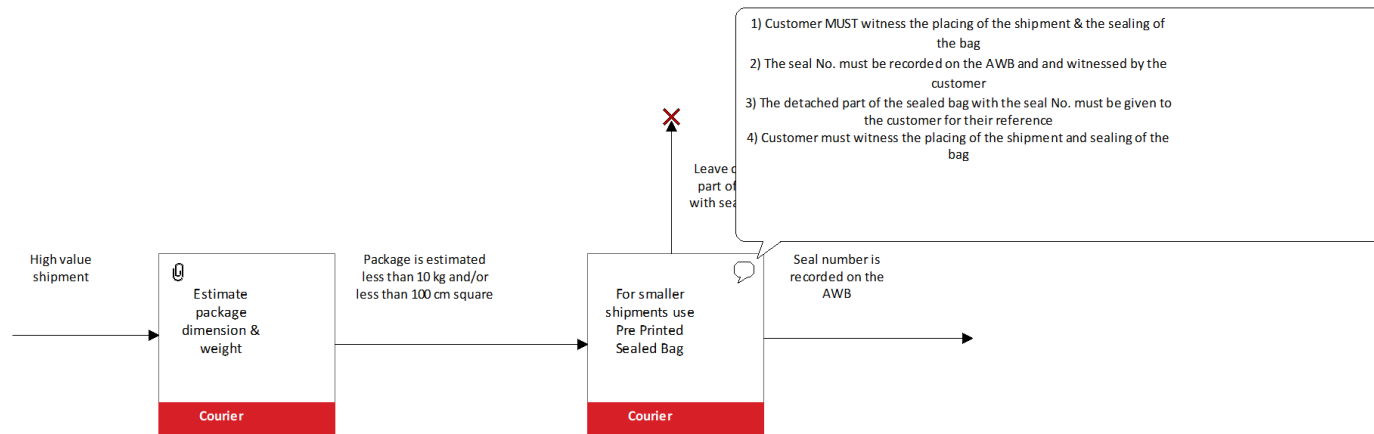 1) Customer MUST witness the placing of the shipment & the sealing of
the bag
2) The seal No. must be recorded on the AWB and and witnessed by the
customer
3) The detached part of the sealed bag with the seal No. must be given to
the customer for their reference
4) Customer must witness the placing of the shipment and sealing of the
bag
Leave
part of
with
High value
shipment
Estimate
package
dimension &
weight
Courier
Package is estimated
less than 10 kg and/or
less than 100 cm square
For smaller
shipments use
Pre Printed
Sealed Bag
Courier
Seal number is
recorded on the
AWB